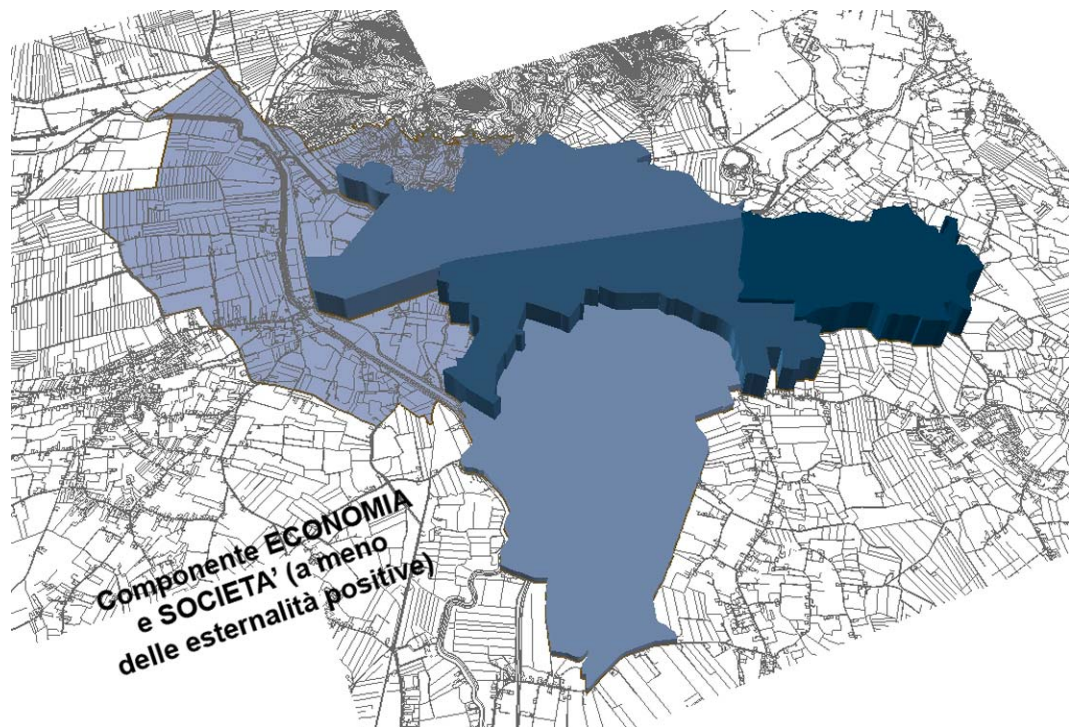 Componente ECONOMIA
e SOCIETA' (a meno
delle esternalità positive)